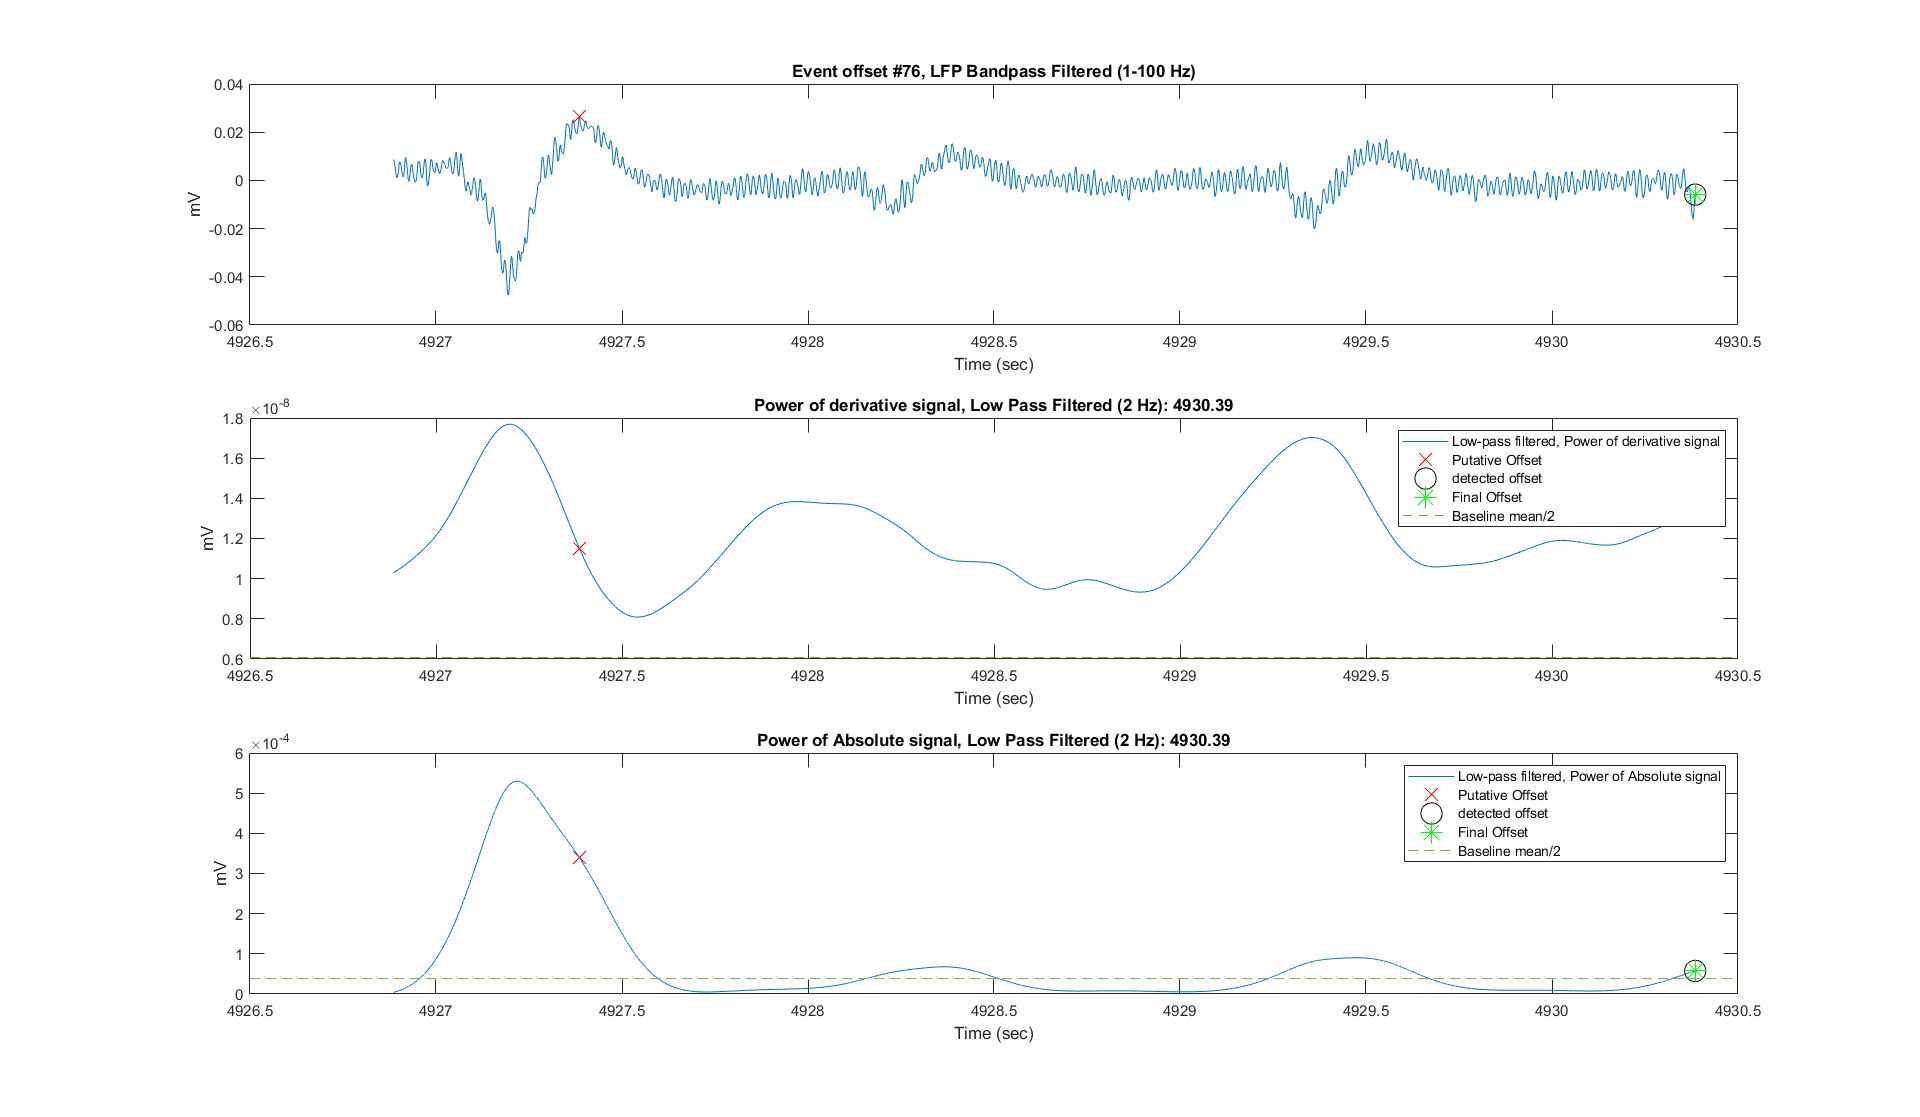 Event offset #76, LFP Bandpass Filtered (1-100 Hz)
0.04
0.02
0
-0.02
-0.04
-0.06
mV
4926.5 4927 4927.5 4928 4928.5 4929 4929.5 4930 4930.5
Time (sec)
Power of derivative signal, Low Pass Filtered (2 Hz): 4930.39
×10-8
1.8
1.6
1.4
1.2
1
0.8
0.6
mV
Low-pass filtered, Power of derivative signal
Putative Offset
detected offset
Final Offset
Baseline mean/2
4926.5 4927 4927.5 4928 4928.5 4929 4929.5 4930 4930.5
Time (sec)
Power of Absolute signal, Low Pass Filtered (2 Hz): 4930.39
×10-4
6
5
4
3
2
1
0
mV
Low-pass filtered, Power of Absolute signal
Putative Offset
detected offset
Final Offset
Baseline mean/2
4926.5 4927 4927.5 4928 4928.5 4929 4929.5 4930 4930.5
Time (sec)